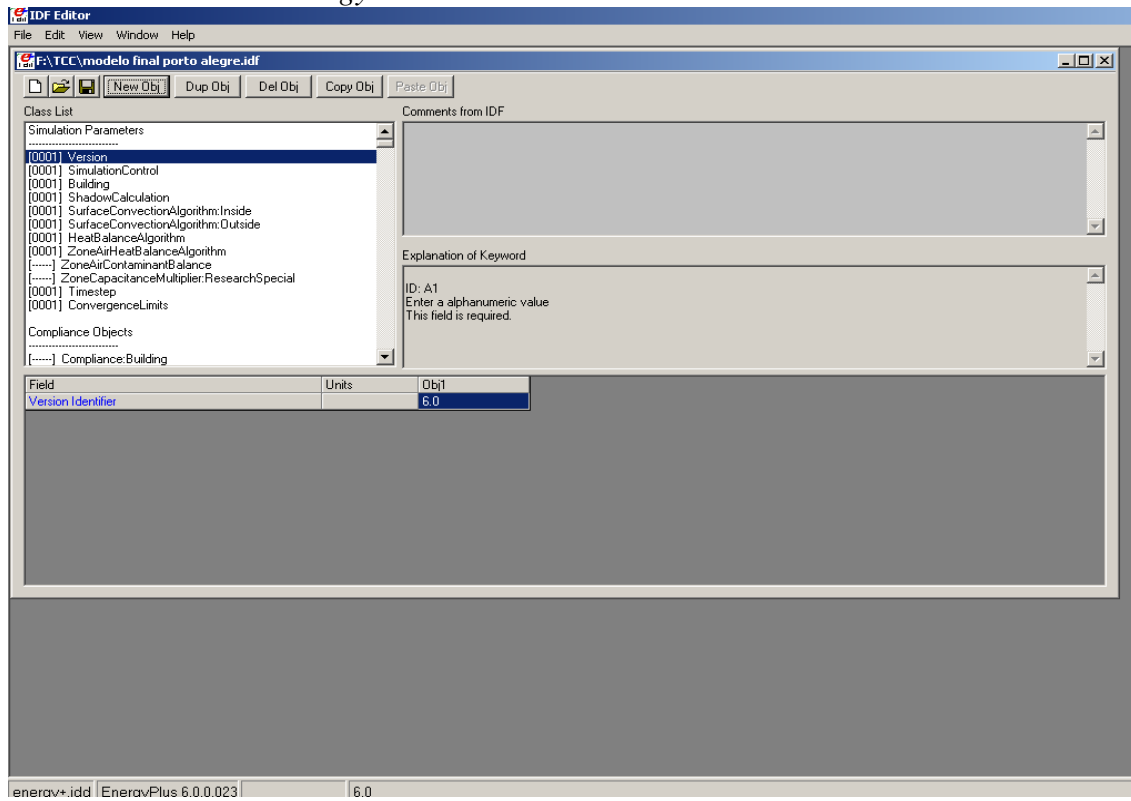 IDF Editor
File Edit View Window Help
F:\TCC\modelo final porto alegre.idf
New Obj Dup Obj Del Obj Copy Obj Paste Obj
Class List
Simulation Parameters
---------------------------
[0001] Version
[0001] SimulationControl
[0001] Building
[0001] ShadowCalculation
[0001] SurfaceConvectionAlgorithm:Inside
[0001] SurfaceConvectionAlgorithm:Outside
[0001] HeatBalanceAlgorithm
[0001] ZoneAirHeatBalanceAlgorithm
[------] ZoneAirContaminantBalance
[------] ZoneCapacitanceMultiplier:ResearchSpecial
[0001] Timestep
[0001] ConvergenceLimits
Compliance Objects
---------------------------
[------] Compliance:Building
Comments from IDF
Explanation of Keyword
ID: A1
Enter a alphanumeric value
This field is required.
Field Units Obj1
Version Identifier 6.0
energy+.idd EnergyPlus 6.0.0.023 6.0